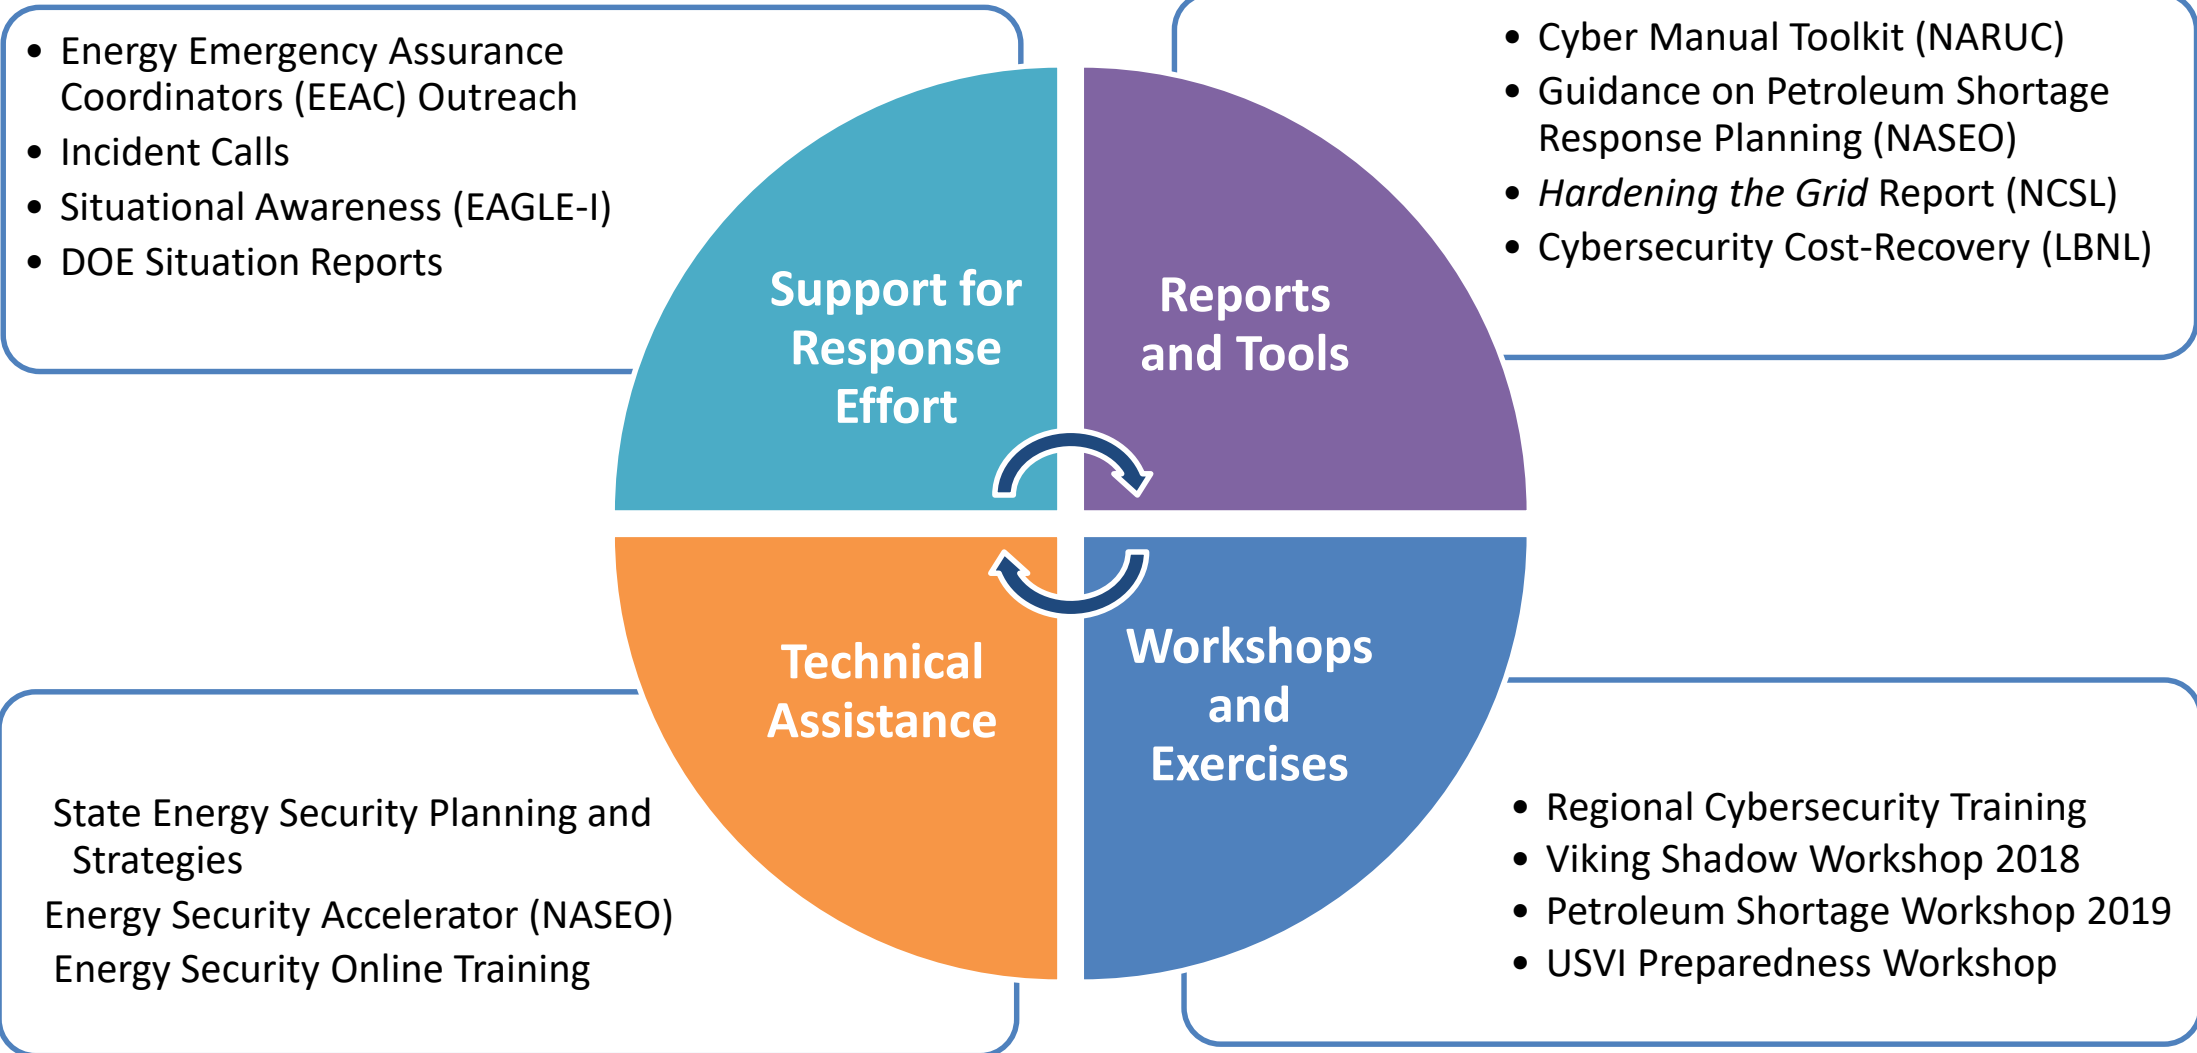 • Energy Emergency Assurance
Coordinators (EEAC) Outreach
• Incident Calls
• Situational Awareness (EAGLE-I)
• DOE Situation Reports
• Cyber Manual Toolkit (NARUC)
• Guidance on Petroleum Shortage
Response Planning (NASEO)
• Hardening the Grid Report (NCSL)
• Cybersecurity Cost-Recovery (LBNL)
Support for
Response
Effort
Reports
and Tools
Technical
Assistance
Workshops
and
Exercises
State Energy Security Planning and
Strategies
Energy Security Accelerator (NASEO)
Energy Security Online Training
• Regional Cybersecurity Training
• Viking Shadow Workshop 2018
• Petroleum Shortage Workshop 2019
• USVI Preparedness Workshop